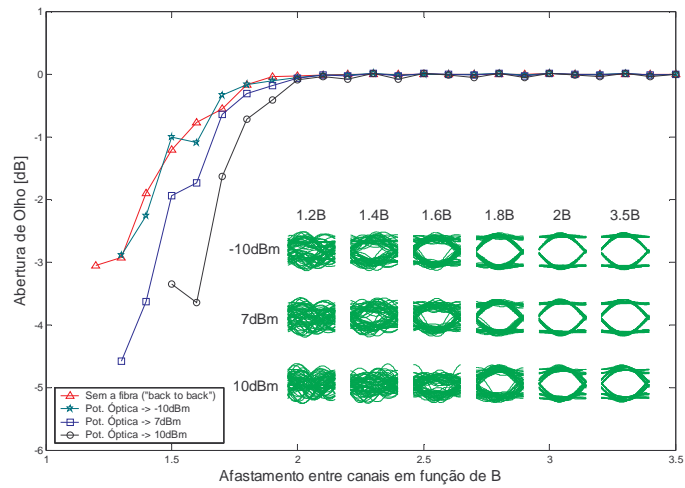 0
-1
-2
-3
-4
-5
-6
Abertura de Olho [dB]
1.2B 1.4B 1.6B 1.8B 2B 3.5B
-10dBm
7dBm
10dBm
Sem a fibra ("back to back")
Pot. Óptica -> -10dBm
Pot. Óptica -> 7dBm
Pot. Óptica -> 10dBm
1 1.5 2 2.5 3 3.5
Afastamento entre canais em função de B